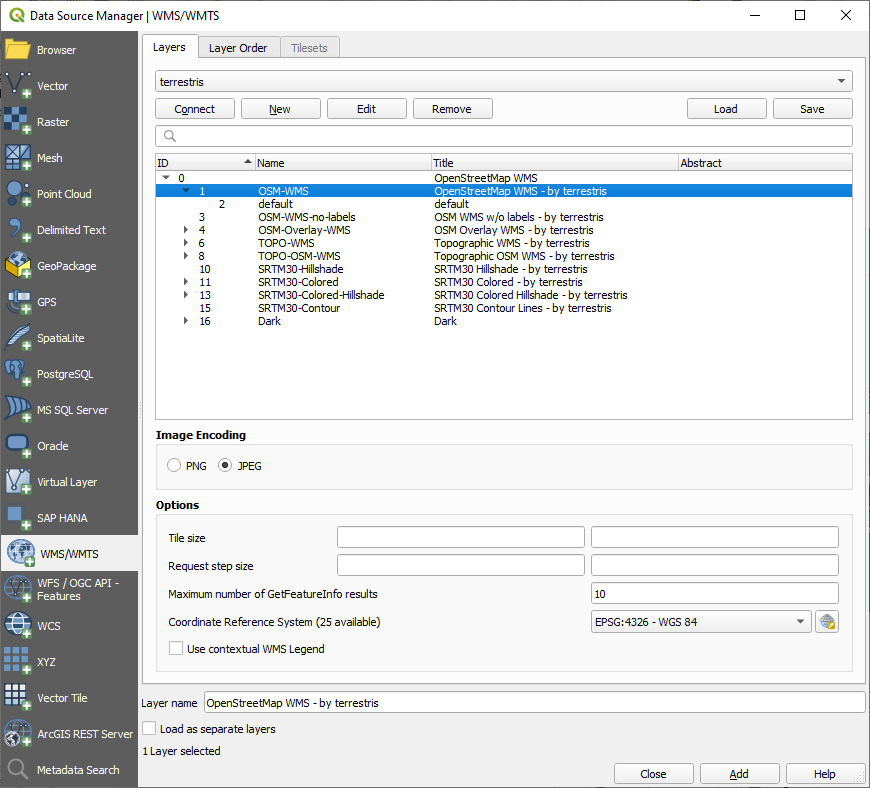 Data Source Manager | WMS/WMTS
Browser
Vector
Raster
Mesh
Point Cloud
Delimited Text
GeoPackage
GPS
SpatiaLite
PostgreSQL
MS SQL Server
Oracle
Virtual Layer
SAP HANA
WMS/WMTS
WFS / OGC API -
Features
WCS
XYZ
Vector Tile
ArcGIS REST Server
Metadata Search
Layers Layer Order Tilesets
terrestris
Connect New Edit Remove Load Save
ID Name Title Abstract
0 OpenStreetMap WMS
1 OSM-WMS OpenStreetMap WMS - by terrestris
2 default default
3 OSM-WMS-no-labels OSM WMS w/o labels - by terrestris
4 OSM-Overlay-WMS OSM Overlay WMS - by terrestris
6 TOPO-WMS Topographic WMS - by terrestris
8 TOPO-OSM-WMS Topographic OSM WMS - by terrestris
10 SRTM30-Hillshade SRTM30 Hillshade - by terrestris
11 SRTM30-Colored SRTM30 Colored - by terrestris
13 SRTM30-Colored-Hillshade SRTM30 Colored Hillshade - by terrestris
15 SRTM30-Contour SRTM30 Contour Lines - by terrestris
16 Dark Dark
Image Encoding
PNG JPEG
Options
Tile size
Request step size
Maximum number of GetFeatureInfo results 10
Coordinate Reference System (25 available) EPSG:4326 - WGS 84
Use contextual WMS Legend
Layer name OpenStreetMap WMS - by terrestris
Load as separate layers
1 Layer selected
Close Add Help